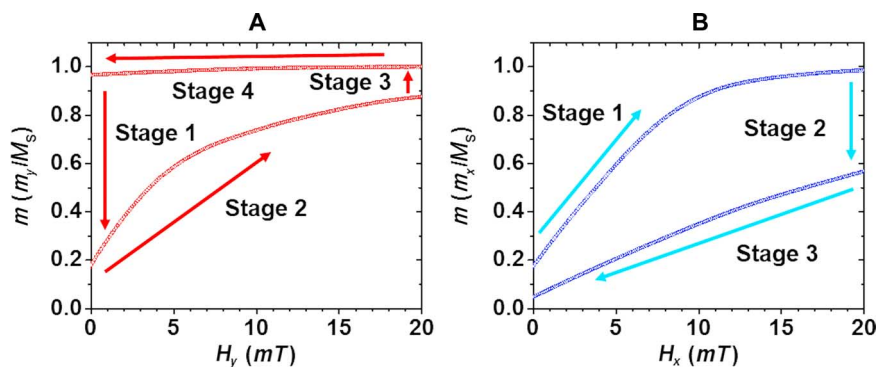 A
m (m_y/M_S)
1.0
0.8
0.6
0.4
0.2
0.0
Stage 4
Stage 3
Stage 1
Stage 2
0 5 10 15 20
H_y (mT)
B
m (m_x/M_S)
1.0
0.8
0.6
0.4
0.2
0.0
Stage 1
Stage 2
Stage 3
0 5 10 15 20
H_x (mT)